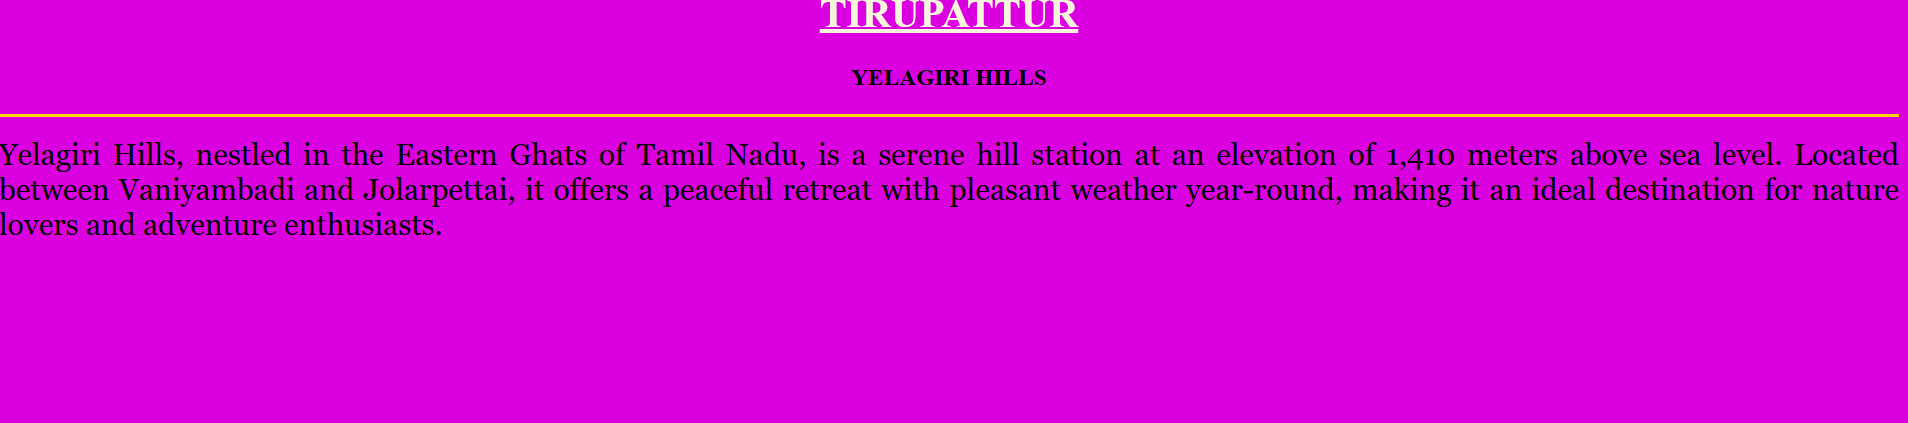 TIRUPATTUR
YELAGIRI HILLS
Yelagiri Hills, nestled in the Eastern Ghats of Tamil Nadu, is a serene hill station at an elevation of 1,410 meters above sea level. Located
between Vaniyambadi and Jolarpettai, it offers a peaceful retreat with pleasant weather year-round, making it an ideal destination for nature
lovers and adventure enthusiasts.